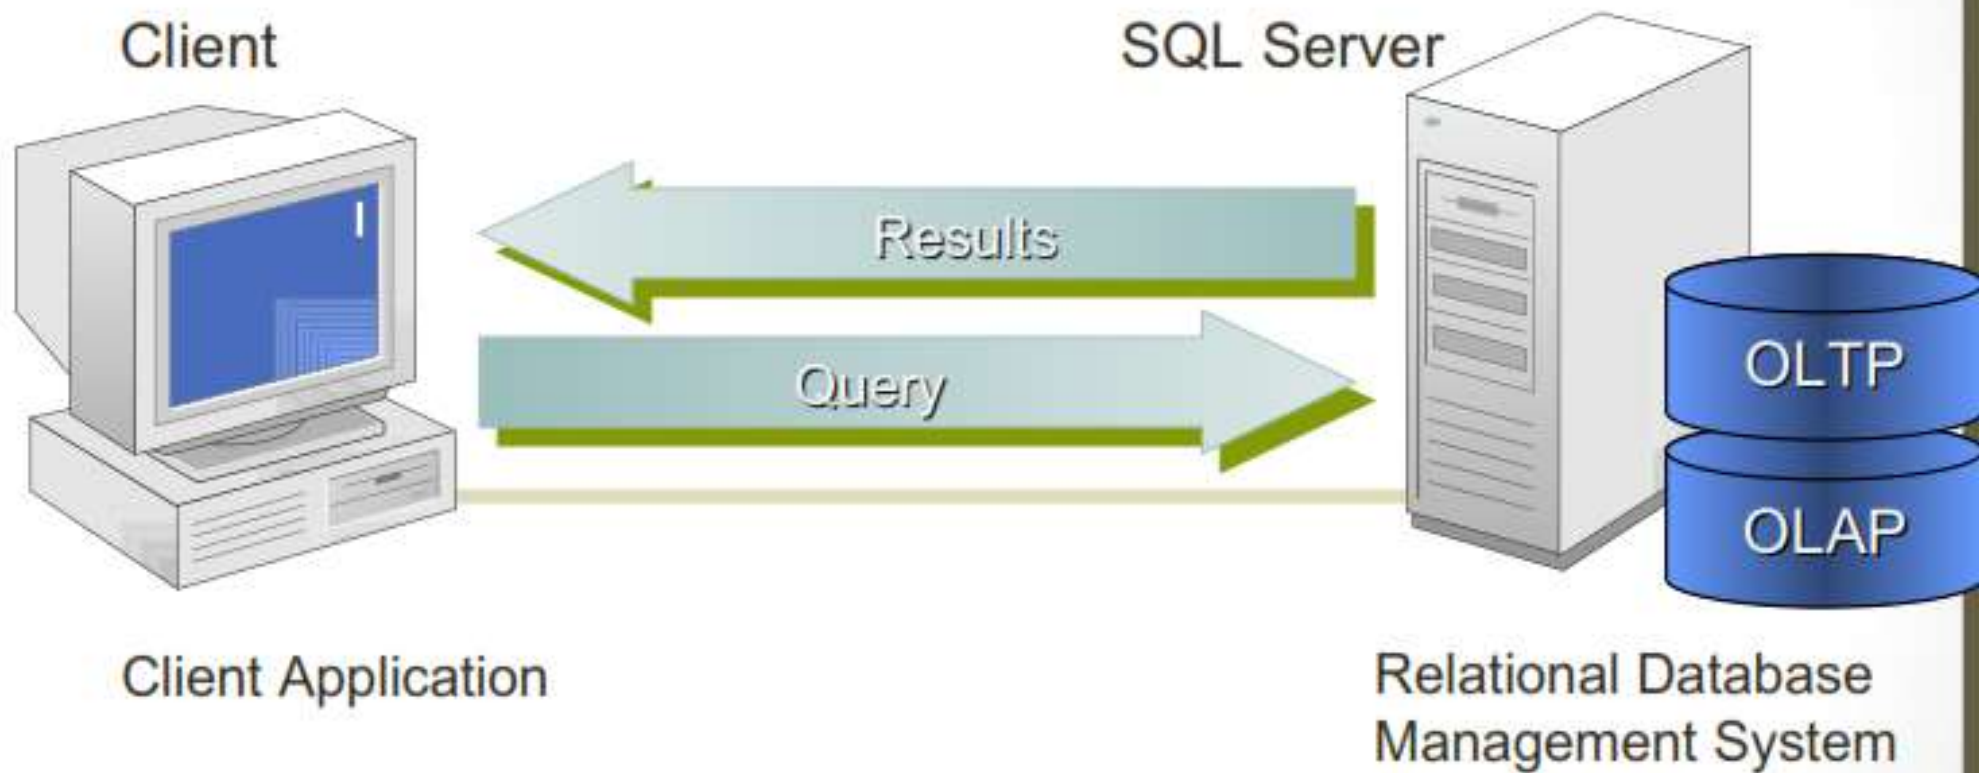 Client
SQL Server
Results
Query
OLTP
OLAP
Client Application
Relational Database
Management System